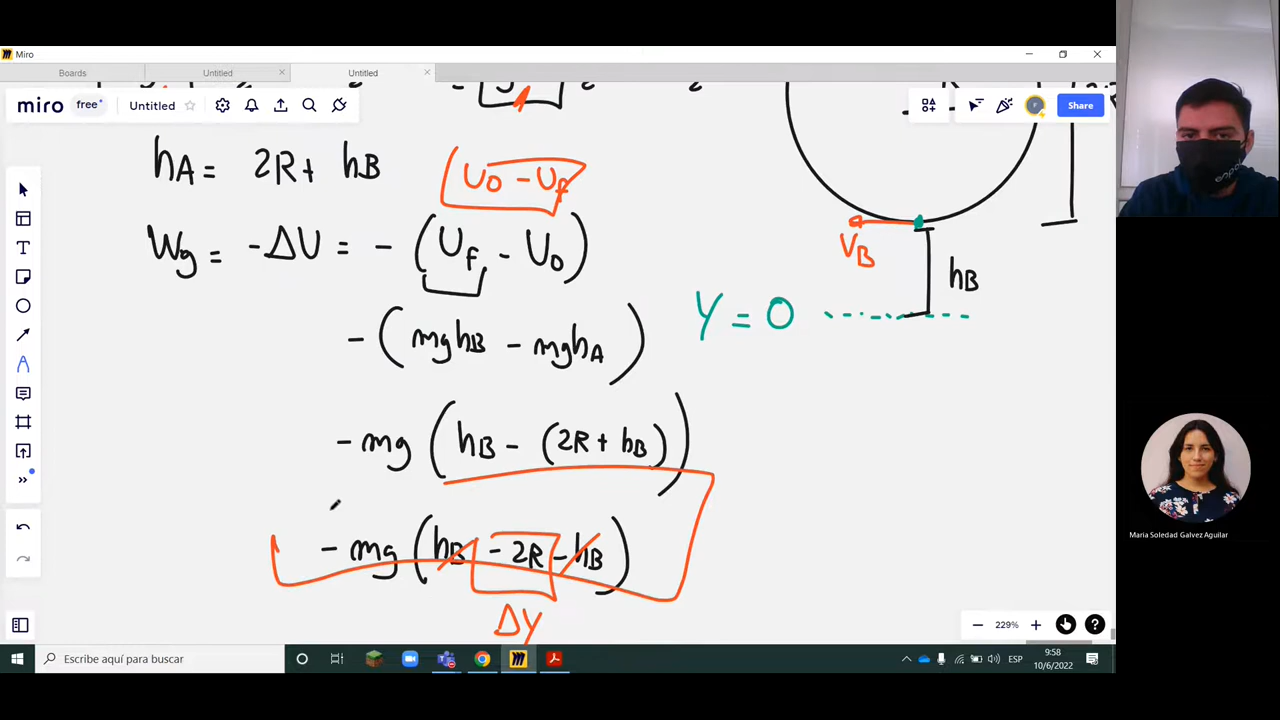 Miro
Boards
Untitled
Untitled
miro free Untitled
Share
hA = 2R + hB
U0 - Uf
Wg = -ΔU = - (Uf - U0)
VB
hB
Y = 0
- (mghB - mghA)
- mg (hB - (2R + hB))
- mg (hB - 2R - hB)
ΔY
229%
Maria Soledad Galvez Aguilar
Escribe aquí para buscar
ESP
9:58
10/6/2022